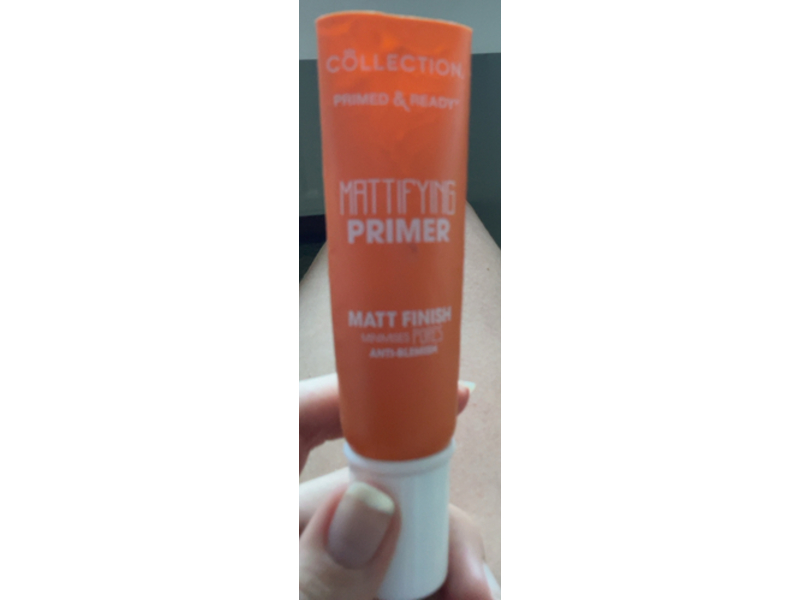 COLLECTION
PRIMED & READY
MATTIFYING
PRIMER
MATT FINISH
MINIMISES PORES
ANTI-BLEMISH